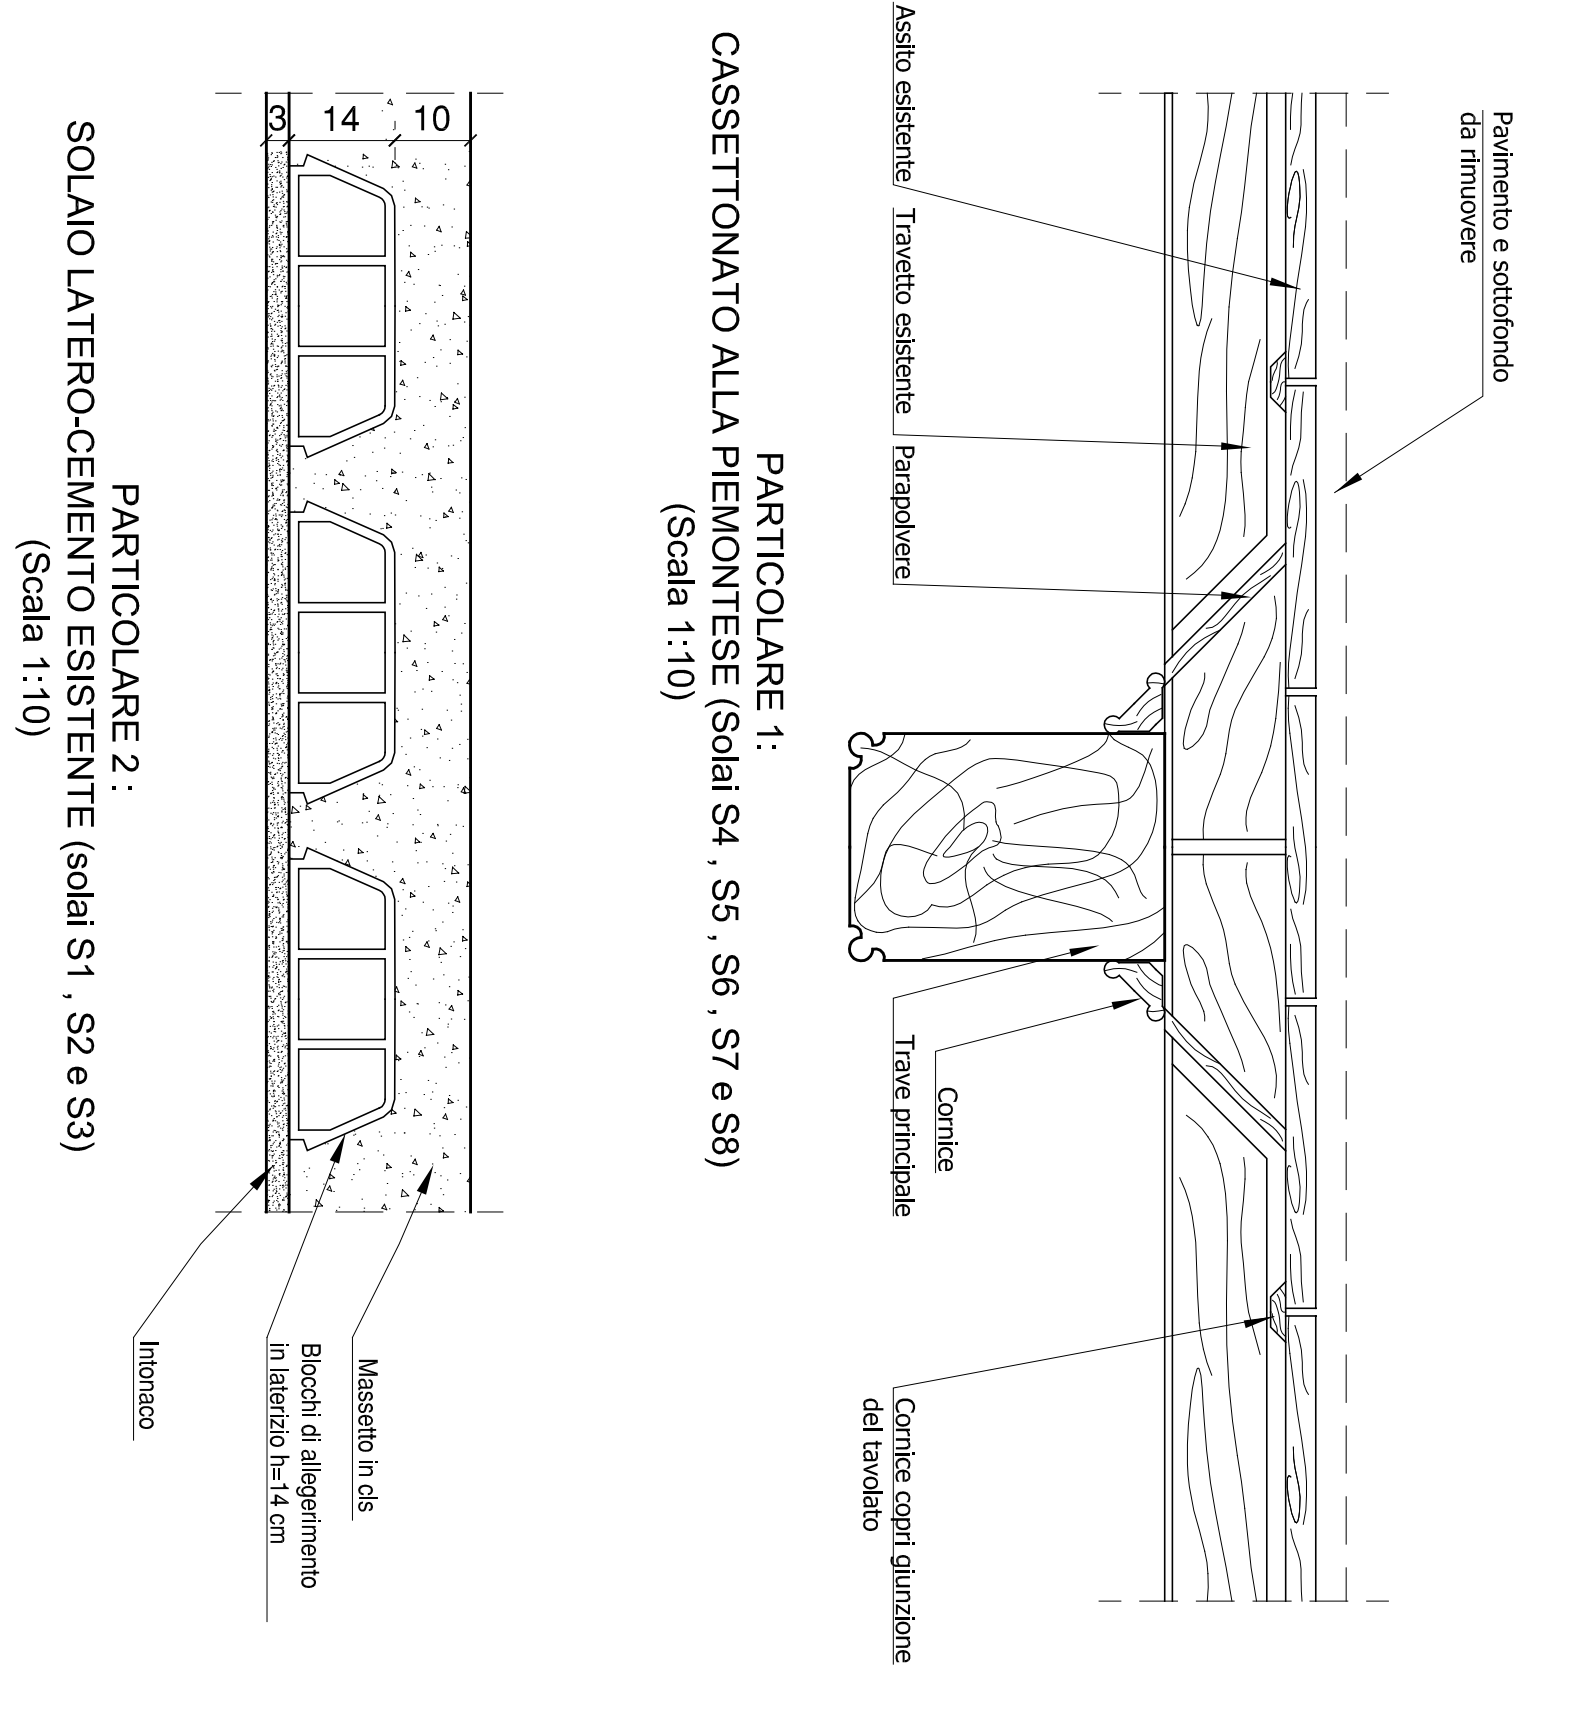 Pavimento e sottofondo
da rimuovere
Assito esistente
Travetto esistente
Parapolvere
Cornice
Trave principale
Cornice copri giunzione
del tavolato
PARTICOLARE 1:
CASSETTONATO ALLA PIEMONTESE (Solai S4 , S5 , S6 , S7 e S8)
(Scala 1:10)
10
14
3
Massetto in cls
Blocchi di allegerimento
in laterizio h=14 cm
Intonaco
PARTICOLARE 2 :
SOLAIO LATERO-CEMENTO ESISTENTE (solai S1 , S2 e S3)
(Scala 1:10)